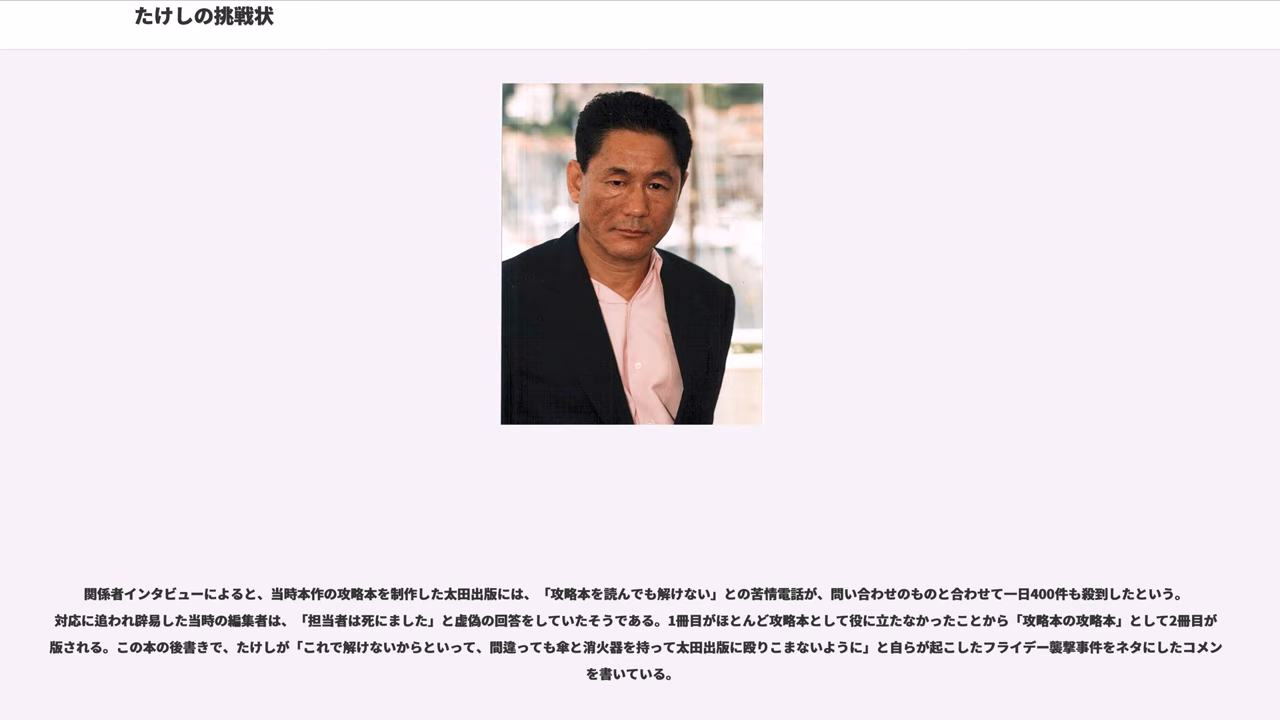 たけしの挑戦状
関係者インタビューによると、当時本作の攻略本を制作した太田出版には、「攻略本を読んでも解けない」との苦情電話が、問い合わせのものと合わせて一日400件も殺到したという。
対応に追われ辟易した当時の編集者は、「担当者は死にました」と虚偽の回答をしていたそうである。1冊目がほとんど攻略本として役に立たなかったことから「攻略本の攻略本」として2冊目が
版される。この本の後書きで、たけしが「これで解けないからといって、間違っても傘と消火器を持って太田出版に殴りこまないように」と自らが起こしたフライデー襲撃事件をネタにしたコメン
を書いている。